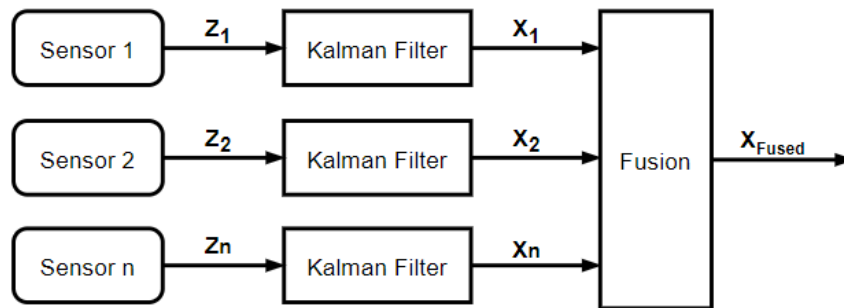 Sensor 1
Z1
Kalman Filter
X1
Sensor 2
Z2
Kalman Filter
X2
Fusion
XFused
Sensor n
Zn
Kalman Filter
Xn